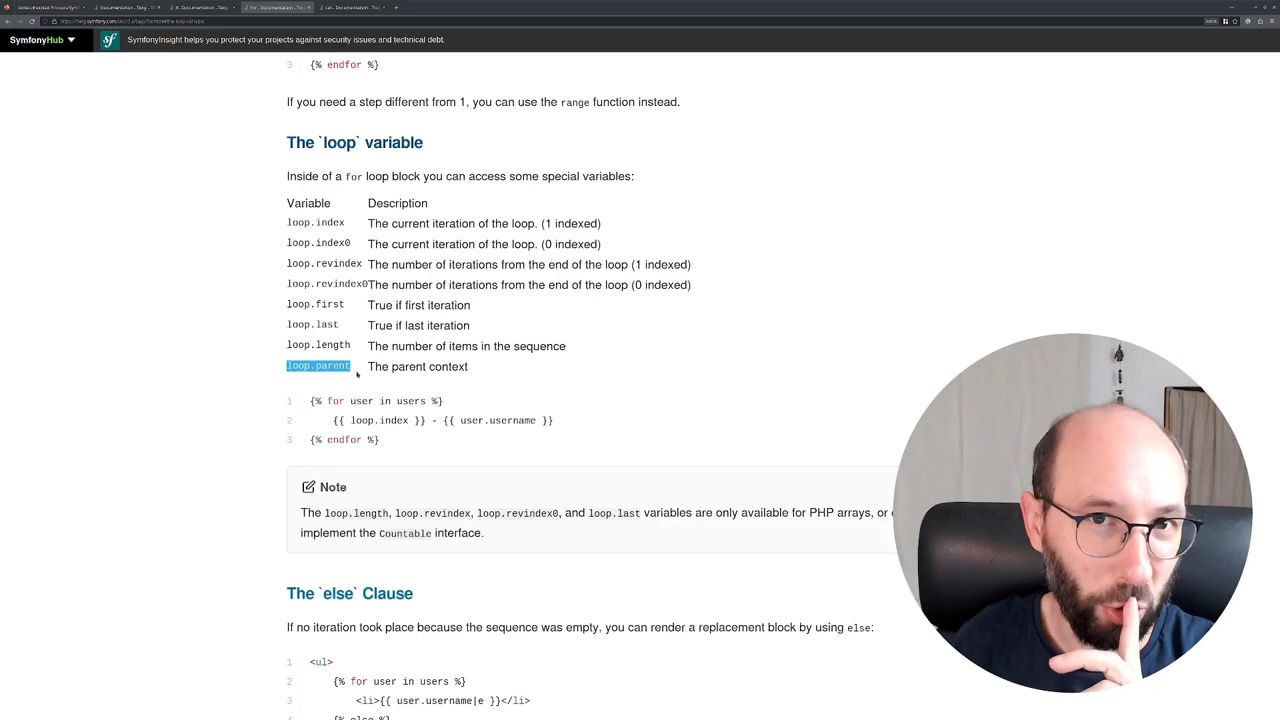 SymfonyHub
sf
SymfonyInsight helps you protect your projects against security issues and technical debt.
3 {% endfor %}
If you need a step different from 1, you can use the range function instead.
The `loop` variable
Inside of a for loop block you can access some special variables:
Variable Description
loop.index The current iteration of the loop. (1 indexed)
loop.index0 The current iteration of the loop. (0 indexed)
loop.revindex The number of iterations from the end of the loop (1 indexed)
loop.revindex0 The number of iterations from the end of the loop (0 indexed)
loop.first True if first iteration
loop.last True if last iteration
loop.length The number of items in the sequence
loop.parent The parent context
1 {% for user in users %}
2 {{ loop.index }} - {{ user.username }}
3 {% endfor %}
Note
The loop.length, loop.revindex, loop.revindex0, and loop.last variables are only available for PHP arrays, or
implement the Countable interface.
The `else` Clause
If no iteration took place because the sequence was empty, you can render a replacement block by using else:
1 <ul>
2 {% for user in users %}
3 <li>{{ user.username|e }}</li>
4 {% else %}